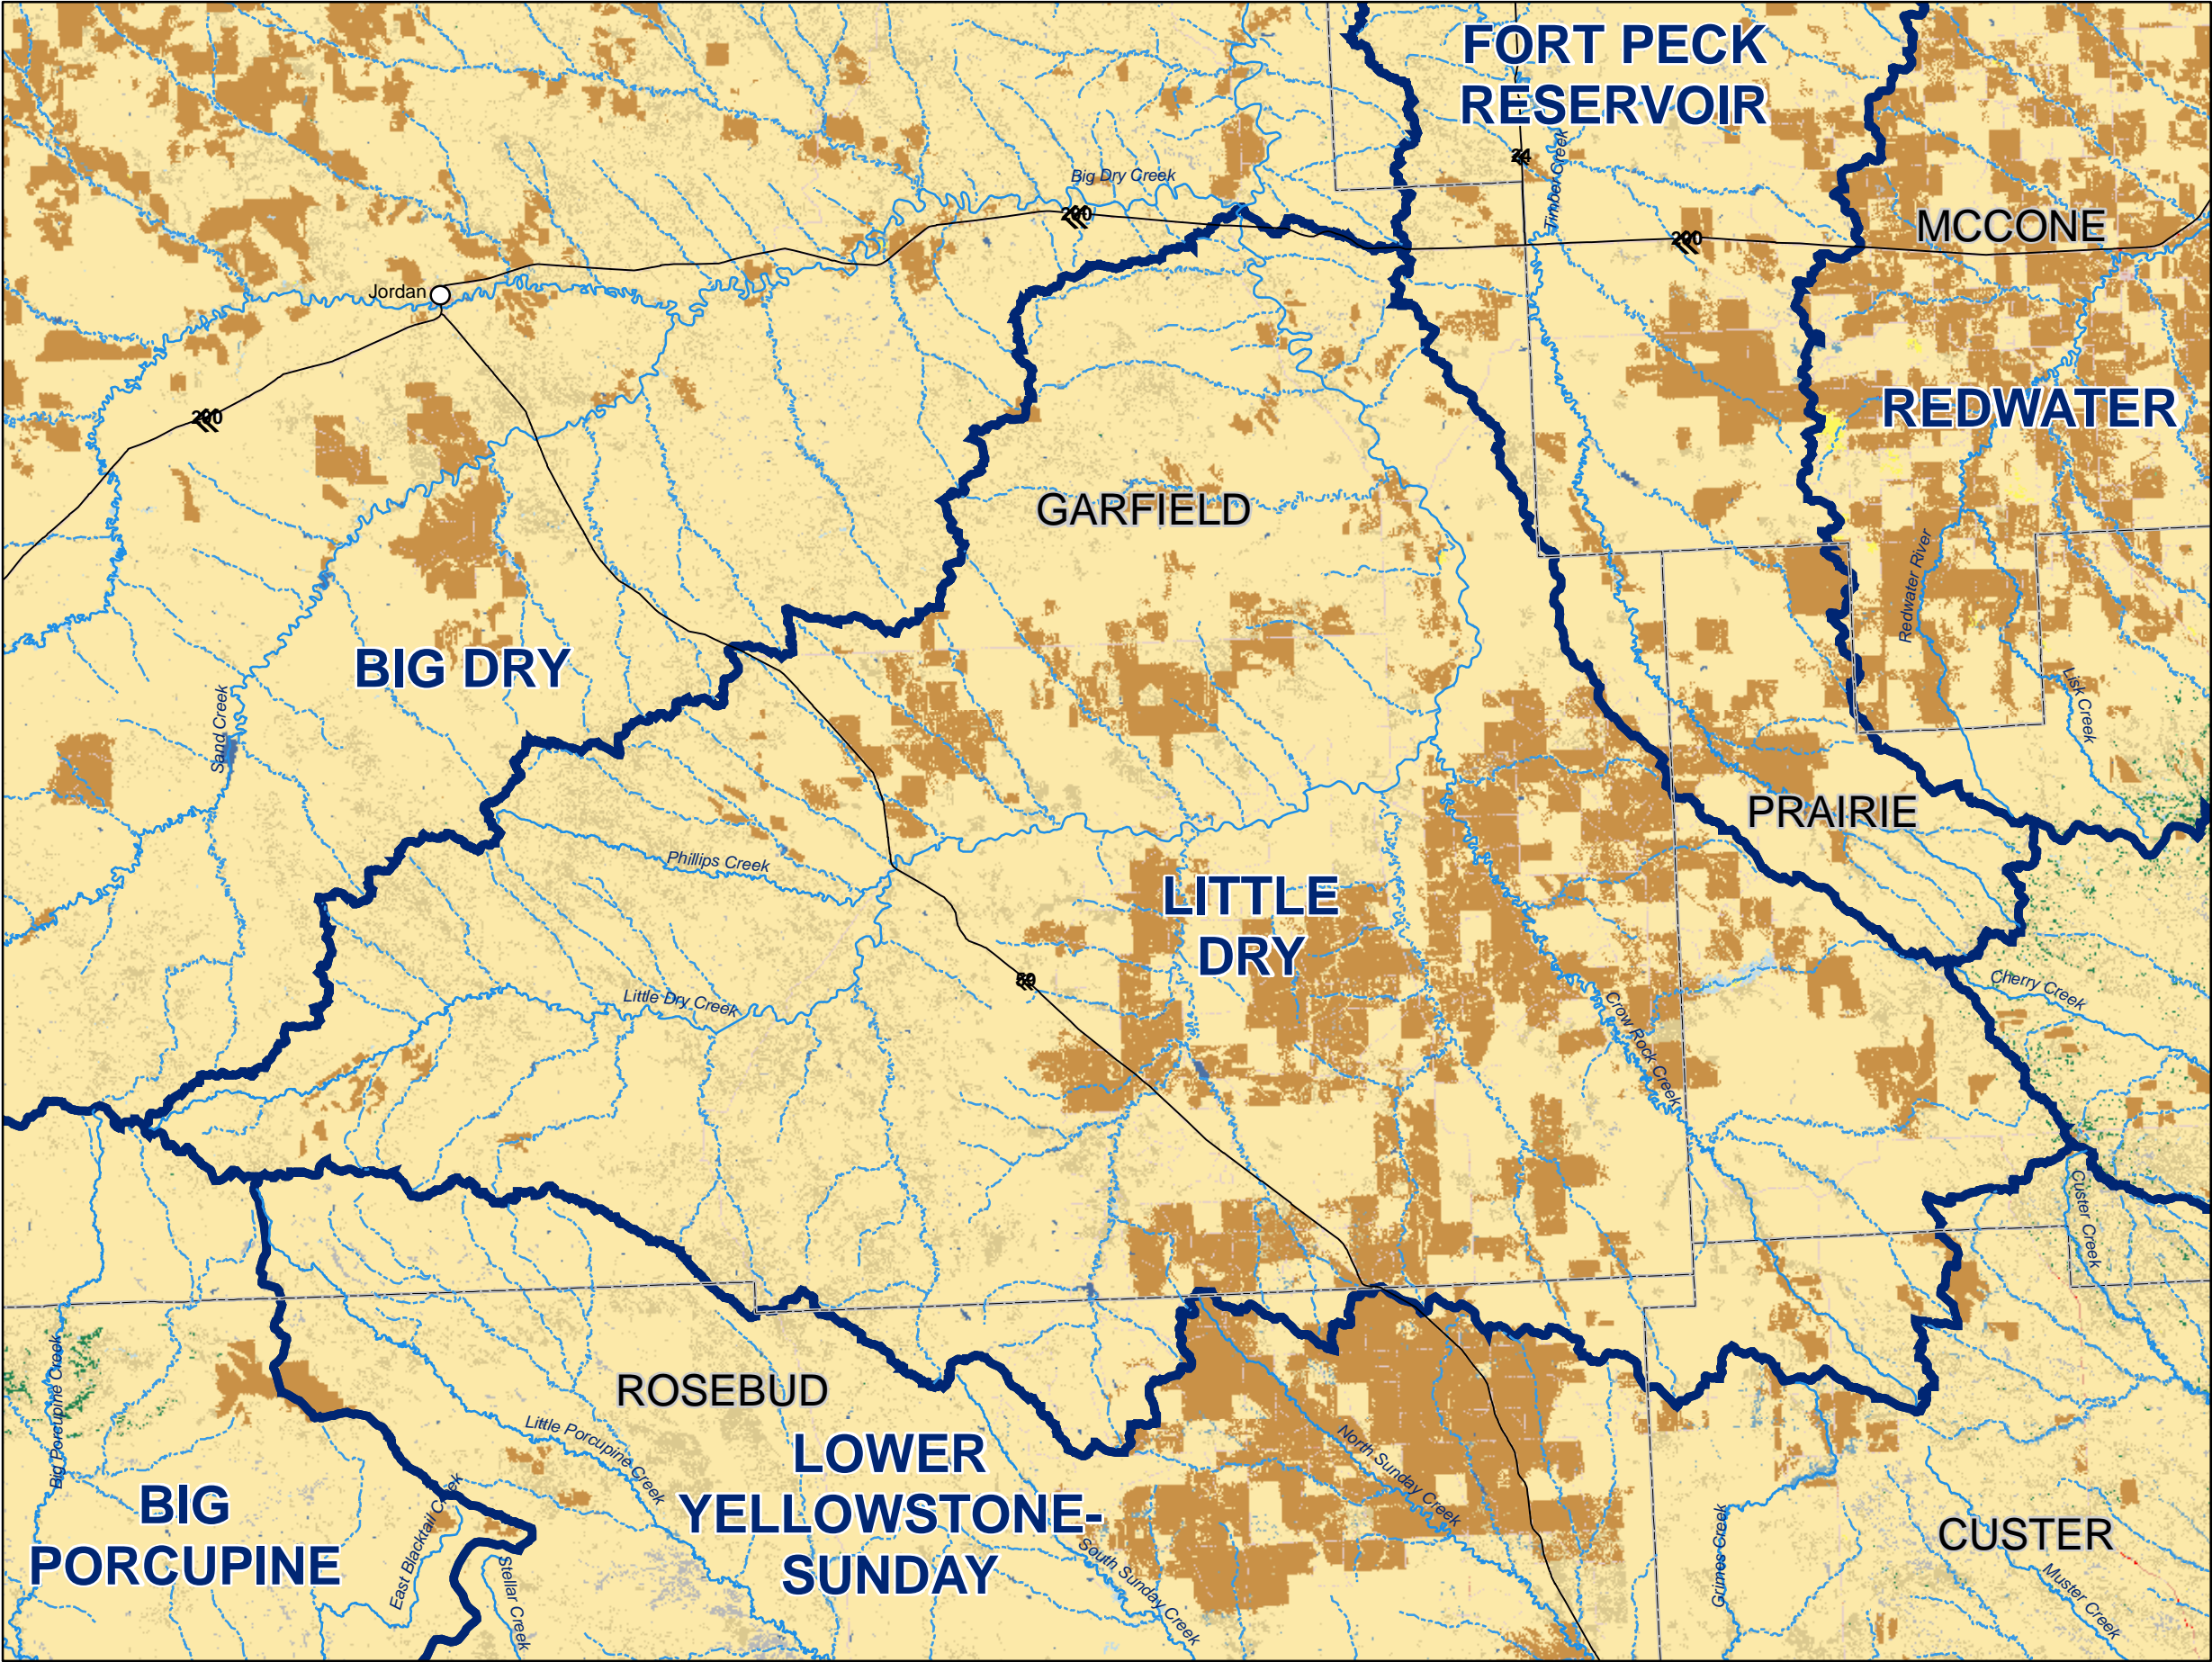 FORT PECK
RESERVOIR
24
Timber Creek
Big Dry Creek
200
200
MCCONE
Jordan
200
REDWATER
GARFIELD
Redwater River
BIG DRY
Sand Creek
Lisk Creek
PRAIRIE
Phillips Creek
LITTLE
DRY
59
Cherry Creek
Little Dry Creek
Crow Rock Creek
Custer Creek
Big Porcupine Creek
ROSEBUD
Little Porcupine Creek
North Sunday Creek
LOWER
YELLOWSTONE-
SUNDAY
BIG
PORCUPINE
East Blacktail Creek
Stellar Creek
South Sunday Creek
Grimes Creek
CUSTER
Muster Creek